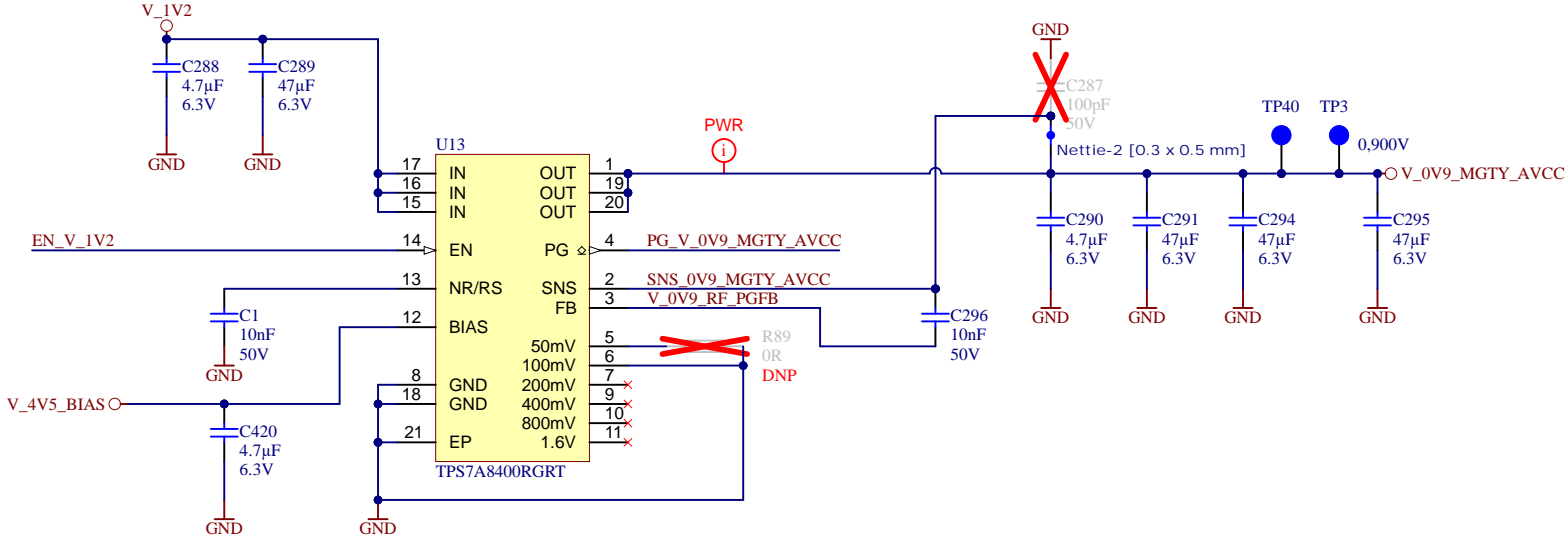 V_1V2
C288
4.7µF
6.3V
GND
C289
47µF
6.3V
GND
EN_V_1V2
C1
10nF
50V
GND
V_4V5_BIAS
C420
4.7µF
6.3V
GND
U13
17 IN OUT 1
16 IN OUT 19
15 IN OUT 20
14 EN PG 4
13 NR/RS SNS 2
FB 3
12 BIAS
50mV 5
100mV 6
8 GND 200mV 7
18 GND 400mV 9
800mV 10
21 EP 1.6V 11
TPS7A8400RGRT
GND
PWR
i
PG_V_0V9_MGTY_AVCC
SNS_0V9_MGTY_AVCC
V_0V9_RF_PGFB
R89
0R
DNP
C296
10nF
50V
GND
C287
100pF
50V
Nettie-2 [0.3 x 0.5 mm]
TP40
TP3
0,900V
V_0V9_MGTY_AVCC
C290
4.7µF
6.3V
GND
C291
47µF
6.3V
GND
C294
47µF
6.3V
GND
C295
47µF
6.3V
GND